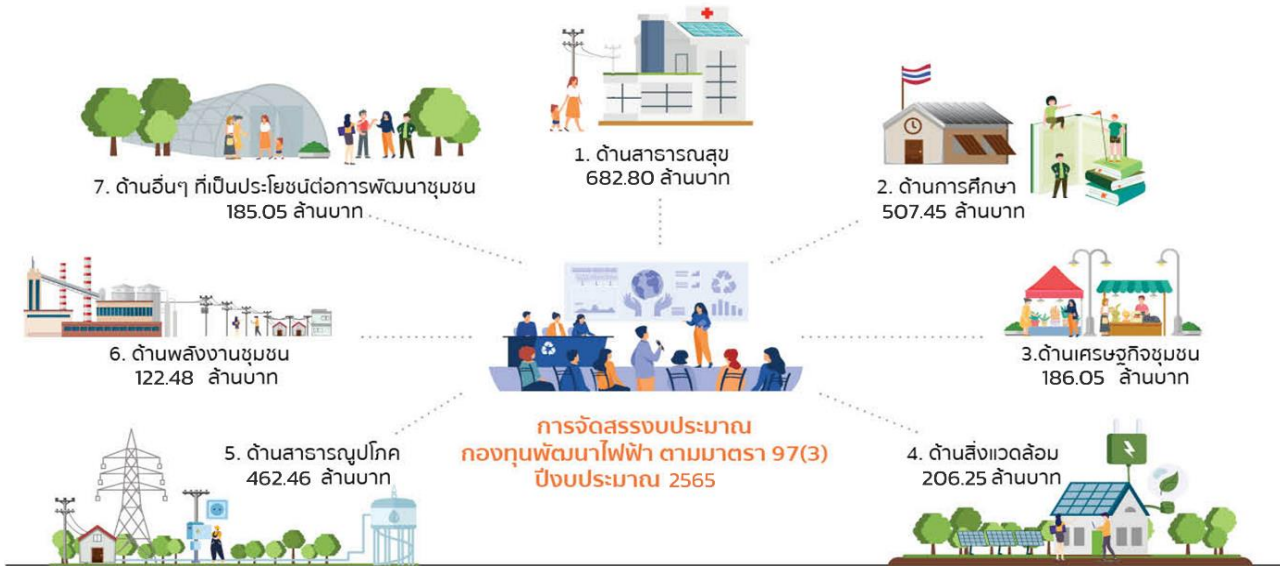 1. ด้านสาธารณสุข
682.80 ล้านบาท
2. ด้านการศึกษา
507.45 ล้านบาท
3.ด้านเศรษฐกิจชุมชน
186.05 ล้านบาท
4. ด้านสิ่งแวดล้อม
206.25 ล้านบาท
5. ด้านสาธารณูปโภค
462.46 ล้านบาท
6. ด้านพลังงานชุมชน
122.48 ล้านบาท
7. ด้านอื่นๆ ที่เป็นประโยชน์ต่อการพัฒนาชุมชน
185.05 ล้านบาท
การจัดสรรงบประมาณ
กองทุนพัฒนาไฟฟ้า ตามมาตรา 97(3)
ปีงบประมาณ 2565